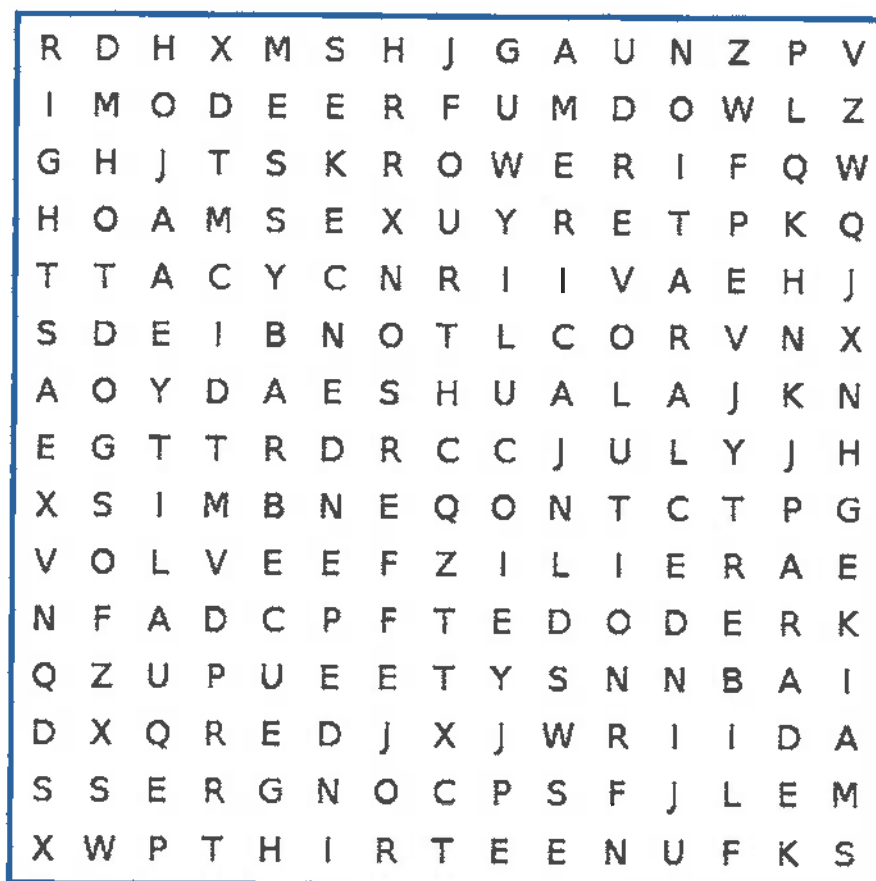 R D H X M S H J G A U N Z P V
I M O D E E R F U M D O W L Z
G H J T S K R O W E R I F Q W
H O A M S E X U Y R E T P K Q
T T A C Y C N R I I V A E H J
S D E I B N O T L C O R V N X
A O Y D A E S H U A L A J K N
E G T T R D R C C J U L Y J H
X S I M B N E Q O N T C T P G
V O L V E E F Z I L I E R A E
N F A D C P F T E D O D E R K
Q Z U P U E E T Y S N N B A I
D X Q R E D J X J W R I I D A
S S E R G N O C P S F J L E M
X W P T H I R T E E N U F K S